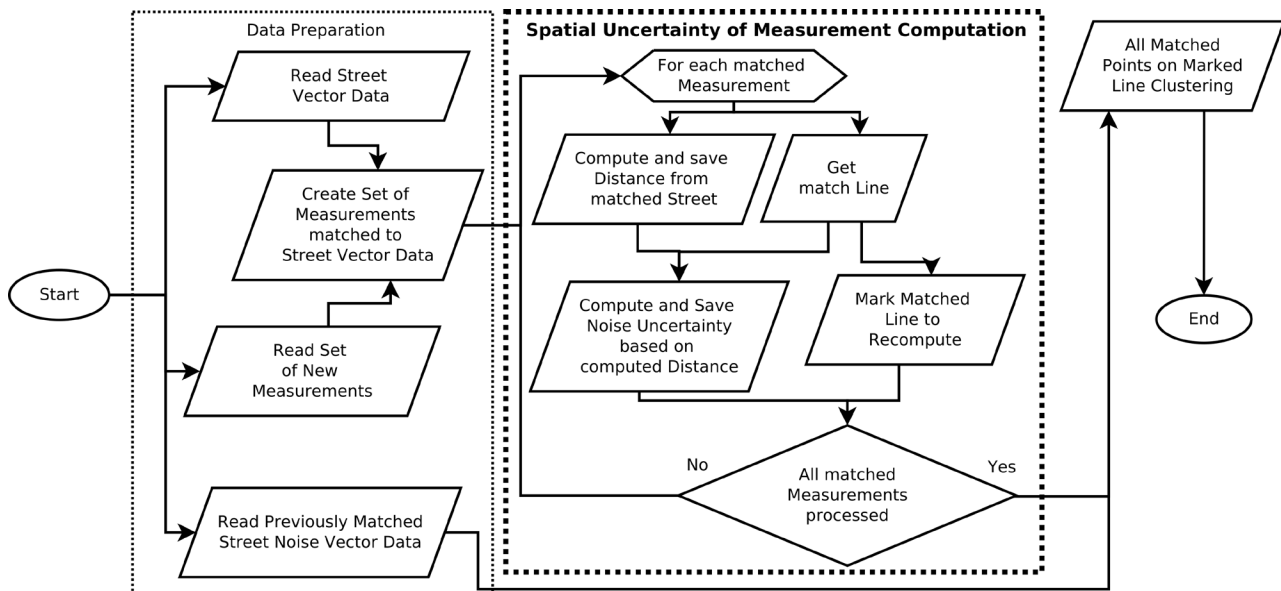 Start
Data Preparation
Read Street
Vector Data
Create Set of
Measurements
matched to
Street Vector Data
Read Set
of New
Measurements
Read Previously Matched
Street Noise Vector Data
Spatial Uncertainty of Measurement Computation
For each matched
Measurement
Compute and save
Distance from
matched Street
Get
match Line
Compute and Save
Noise Uncertainty
based on
computed Distance
Mark Matched
Line to
Recompute
No
All matched
Measurements
processed
Yes
All Matched
Points on Marked
Line Clustering
End